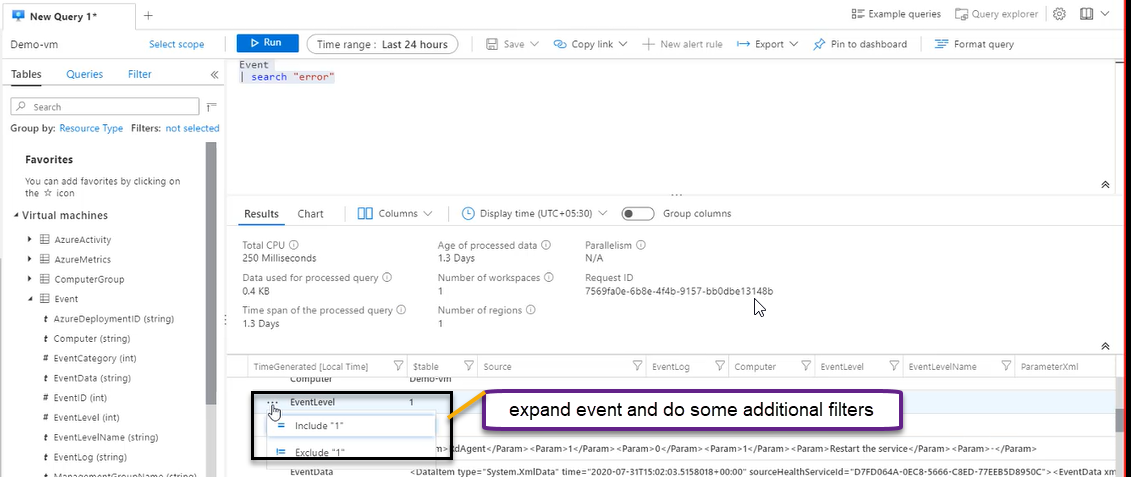 New Query 1*
+
Example queries
Query explorer
Demo-vm
Select scope
Run
Time range : Last 24 hours
Save
Copy link
New alert rule
Export
Pin to dashboard
Format query
Tables
Queries
Filter
Event
| search "error"
Search
Group by: Resource Type
Filters: not selected
Favorites
You can add favorites by clicking on
the ☆ icon
Virtual machines
AzureActivity
AzureMetrics
ComputerGroup
Event
t AzureDeploymentID (string)
t Computer (string)
# EventCategory (int)
t EventData (string)
# EventID (int)
# EventLevel (int)
t EventLevelName (string)
t EventLog (string)
t ManagementGroupName (string)
Results
Chart
Columns
Display time (UTC+05:30)
Group columns
Total CPU
250 Milliseconds
Age of processed data
1.3 Days
Parallelism
N/A
Data used for processed query
0.4 KB
Number of workspaces
1
Request ID
7569fa0e-6b8e-4f4b-9157-bb0dbe13148b
Time span of the processed query
1.3 Days
Number of regions
1
TimeGenerated [Local Time]
$table
Source
EventLog
Computer
EventLevel
EventLevelName
ParameterXml
Computer
Demo-vm
... EventLevel
1
expand event and do some additional filters
= Include "1"
!= Exclude "1"
RdAgent</Param><Param>1</Param><Param>0</Param><Param>1</Param><Param>Restart the service</Param><Param>-</Param>
EventData
<DataItem type="System.XmlData" time="2020-07-31T15:02:03.5158018+00:00" sourceHealthServiceId="D7FD064A-0EC8-5666-C8ED-77EEB5D8950C"><EventData xm